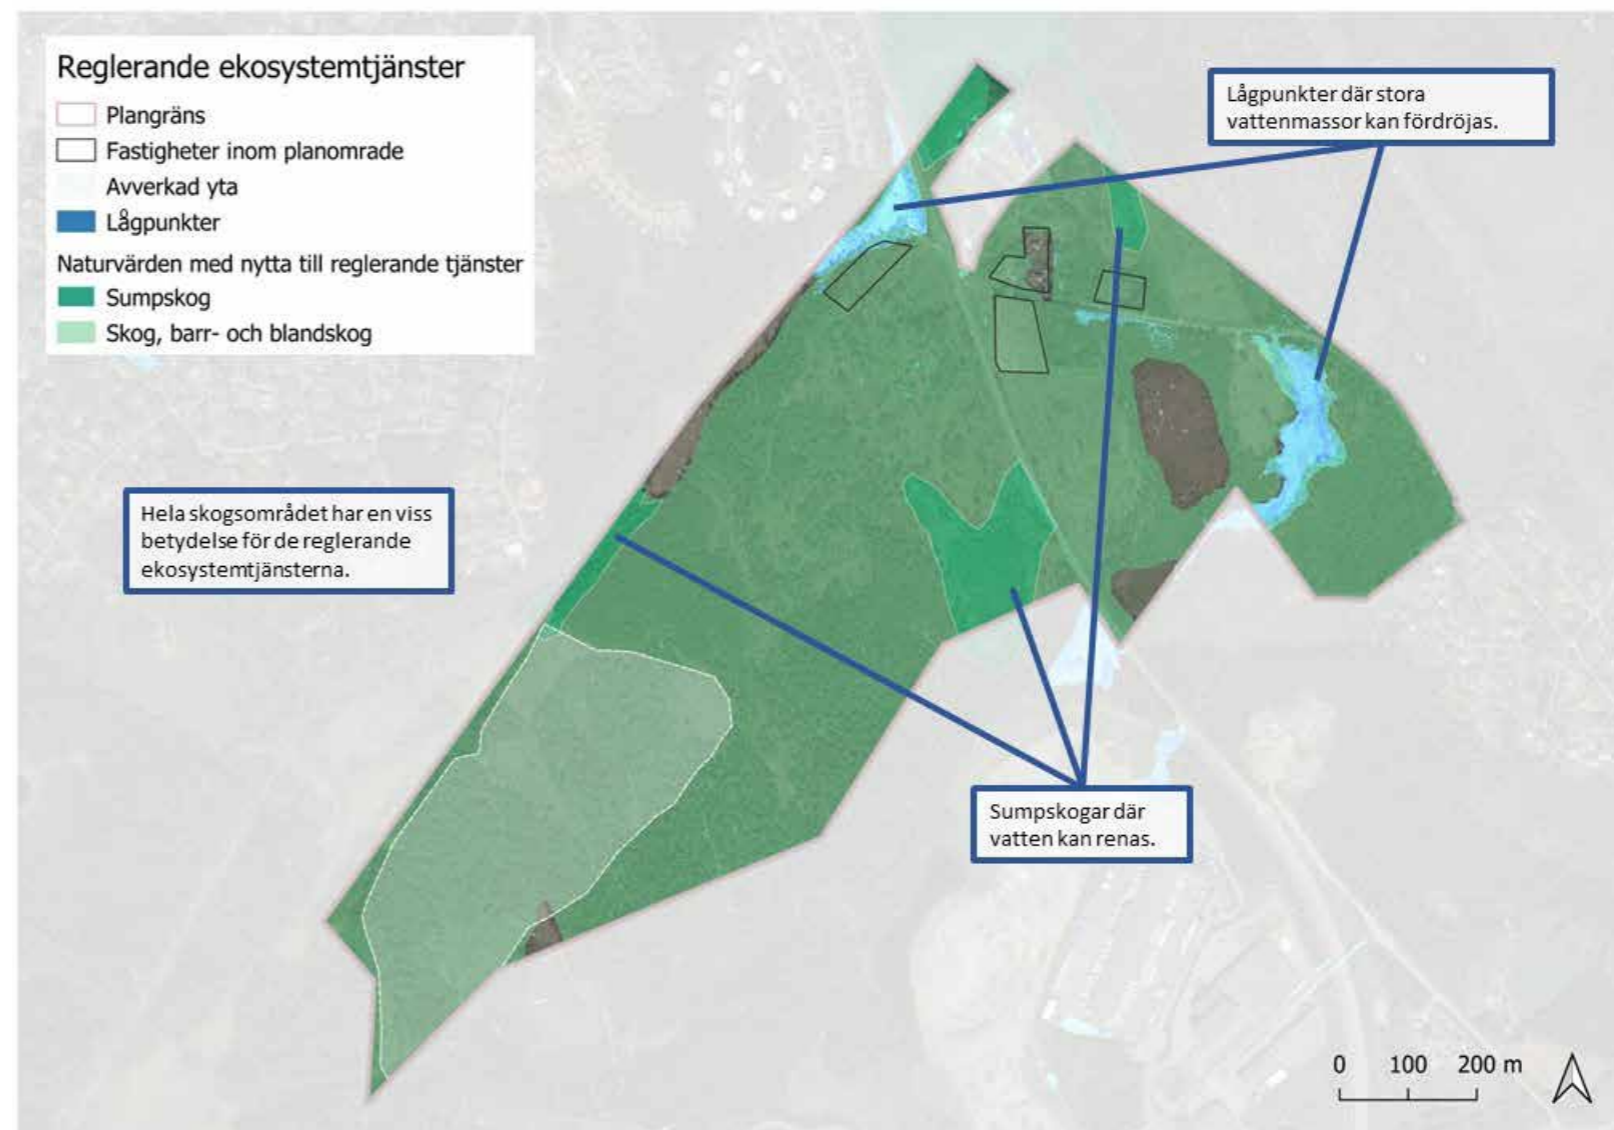 Reglerande ekosystemtjänster
Plangräns
Fastigheter inom planomrade
Avverkad yta
Lågpunkter
Naturvärden med nytta till reglerande tjänster
Sumpskog
Skog, barr- och blandskog
Lågpunkter där stora
vattenmassor kan fördröjas.
Hela skogsområdet har en viss
betydelse för de reglerande
ekosystemtjänsterna.
Sumpskogar där
vatten kan renas.
0 100 200 m